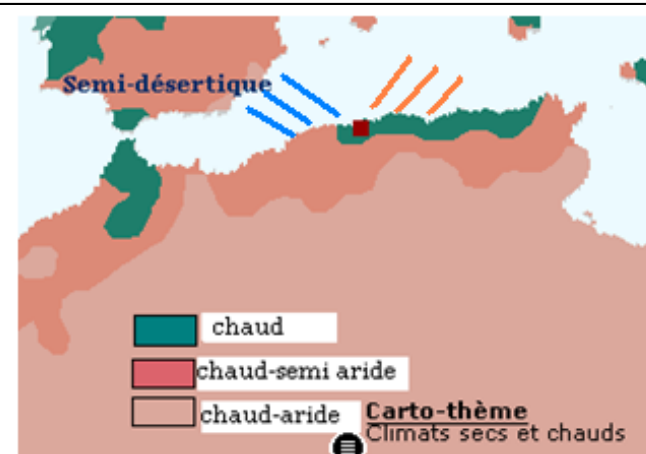 Semi-désertique
chaud
chaud-semi aride
chaud-aride
Carto-thème
Climats secs et chauds